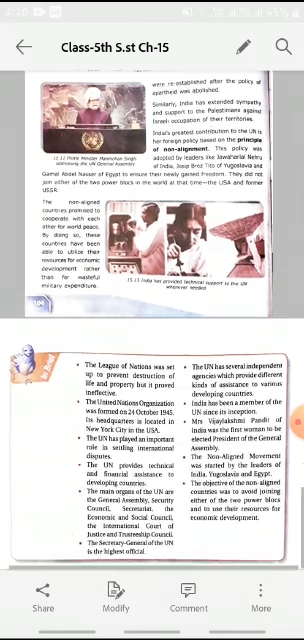 Class-5th S.st Ch-15
were re-established after the policy of
apartheid was abolished.
Similarly, India has extended sympathy
and support to the Palestinians against
Israeli occupation of their territories.
India's greatest contribution to the UN is
her foreign policy based on the principle
of non-alignment. This policy was
adopted by leaders like Jawaharlal Nehru
of India, Josip Broz Tito of Yugoslavia and
15.12 Prime Minister Manmohan Singh
addressing the UN General Assembly
Gamal Abdel Nasser of Egypt to ensure their newly gained freedom. They did not
join either of the two power blocs in the world at that time—the USA and former
USSR.
The non-aligned
countries promised to
cooperate with each
other for world peace.
By doing so, these
countries have been
able to utilize their
resources for economic
development rather
than for wasteful
military expenditure.
15.13 India has provided technical support to the UN
whenever needed
104
In Brief
• The League of Nations was set
up to prevent destruction of
life and property but it proved
ineffective.
• The United Nations Organization
was formed on 24 October 1945.
Its headquarters is located in
New York City in the USA.
• The UN has played an important
role in settling international
disputes.
• The UN provides technical
and financial assistance to
developing countries.
• The main organs of the UN are
the General Assembly, Security
Council, Secretariat, the
Economic and Social Council,
the International Court of
Justice and Trusteeship Council.
• The Secretary-General of the UN
is the highest official.
• The UN has several independent
agencies which provide different
kinds of assistance to various
developing countries.
• India has been a member of the
UN since its inception.
• Mrs Vijaylakshmi Pandit of
India was the first woman to be
elected President of the General
Assembly.
• The Non-Aligned Movement
was started by the leaders of
India, Yugoslavia and Egypt.
• The objective of the non-aligned
countries was to avoid joining
either of the two power blocs
and to use their resources for
economic development.
Share
Modify
Comment
More